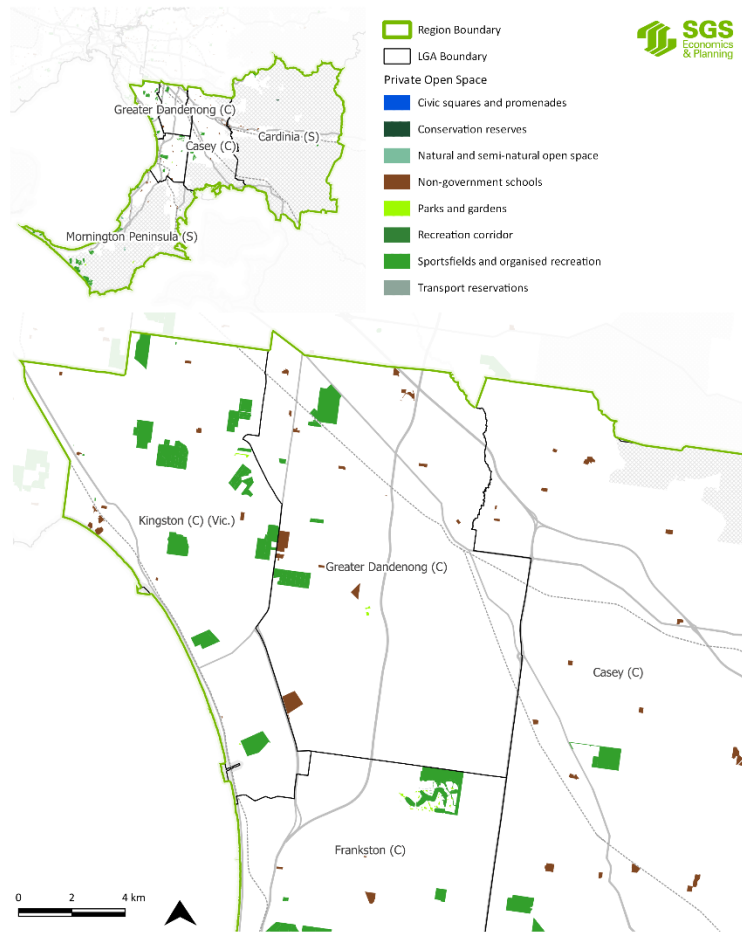 Region Boundary
LGA Boundary
Private Open Space
Civic squares and promenades
Conservation reserves
Natural and semi-natural open space
Non-government schools
Parks and gardens
Recreation corridor
Sportsfields and organised recreation
Transport reservations
SGS
Economics
& Planning
Greater Dandenong (C)
Cardinia (S)
Casey (C)
Mornington Peninsula (S)
Kingston (C) (Vic.)
Greater Dandenong (C)
Casey (C)
Frankston (C)
0 2 4 km